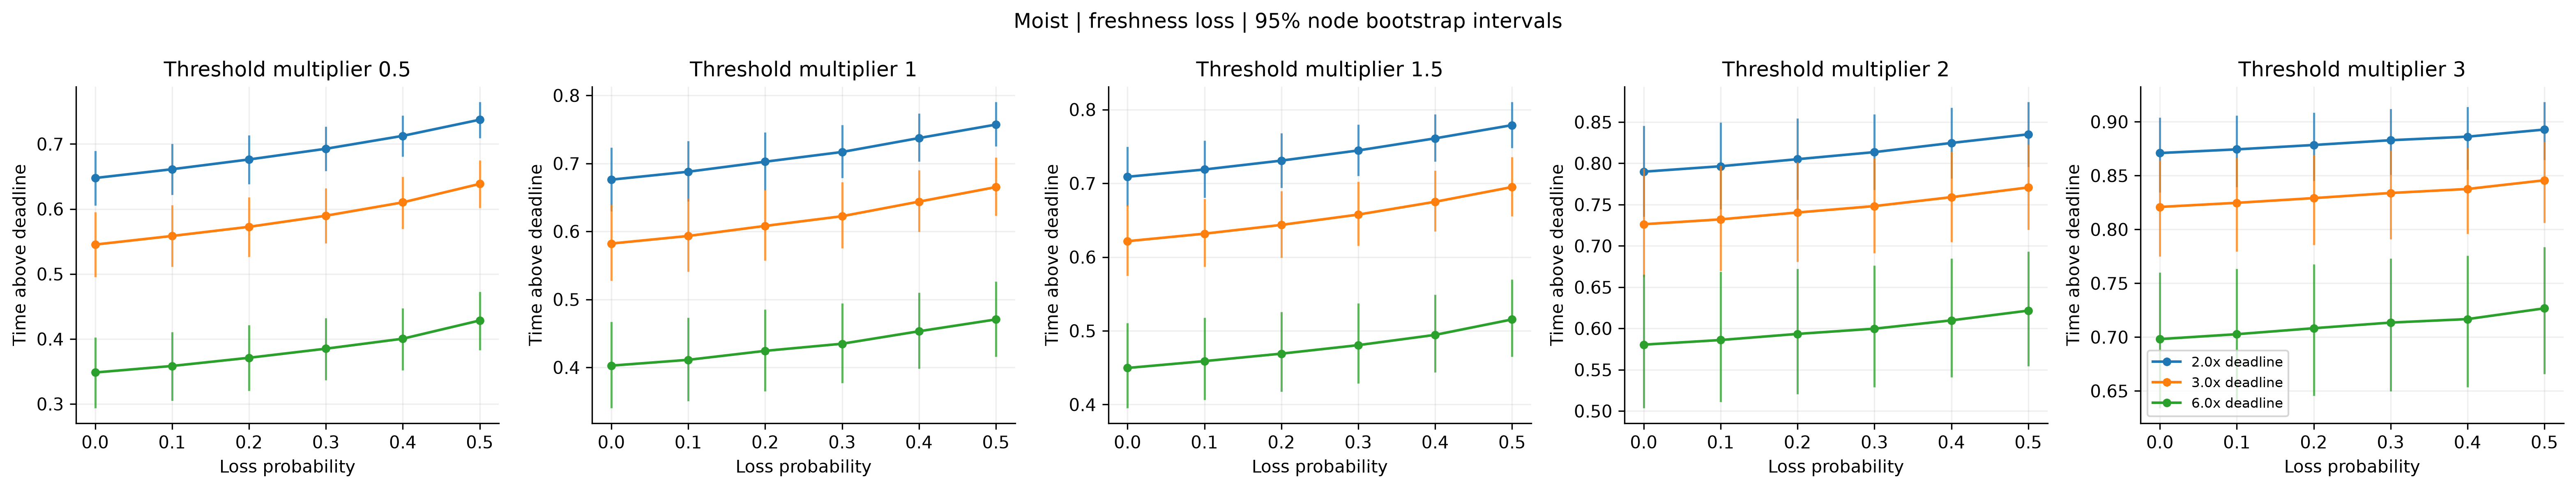 Moist | freshness loss | 95% node bootstrap intervals
Threshold multiplier 0.5
Time above deadline
0.7
0.6
0.5
0.4
0.3
0.0 0.1 0.2 0.3 0.4 0.5
Loss probability
Threshold multiplier 1
Time above deadline
0.8
0.7
0.6
0.5
0.4
0.0 0.1 0.2 0.3 0.4 0.5
Loss probability
Threshold multiplier 1.5
Time above deadline
0.8
0.7
0.6
0.5
0.4
0.0 0.1 0.2 0.3 0.4 0.5
Loss probability
Threshold multiplier 2
Time above deadline
0.85
0.80
0.75
0.70
0.65
0.60
0.55
0.50
0.0 0.1 0.2 0.3 0.4 0.5
Loss probability
Threshold multiplier 3
Time above deadline
0.90
0.85
0.80
0.75
0.70
0.65
2.0x deadline
3.0x deadline
6.0x deadline
0.0 0.1 0.2 0.3 0.4 0.5
Loss probability